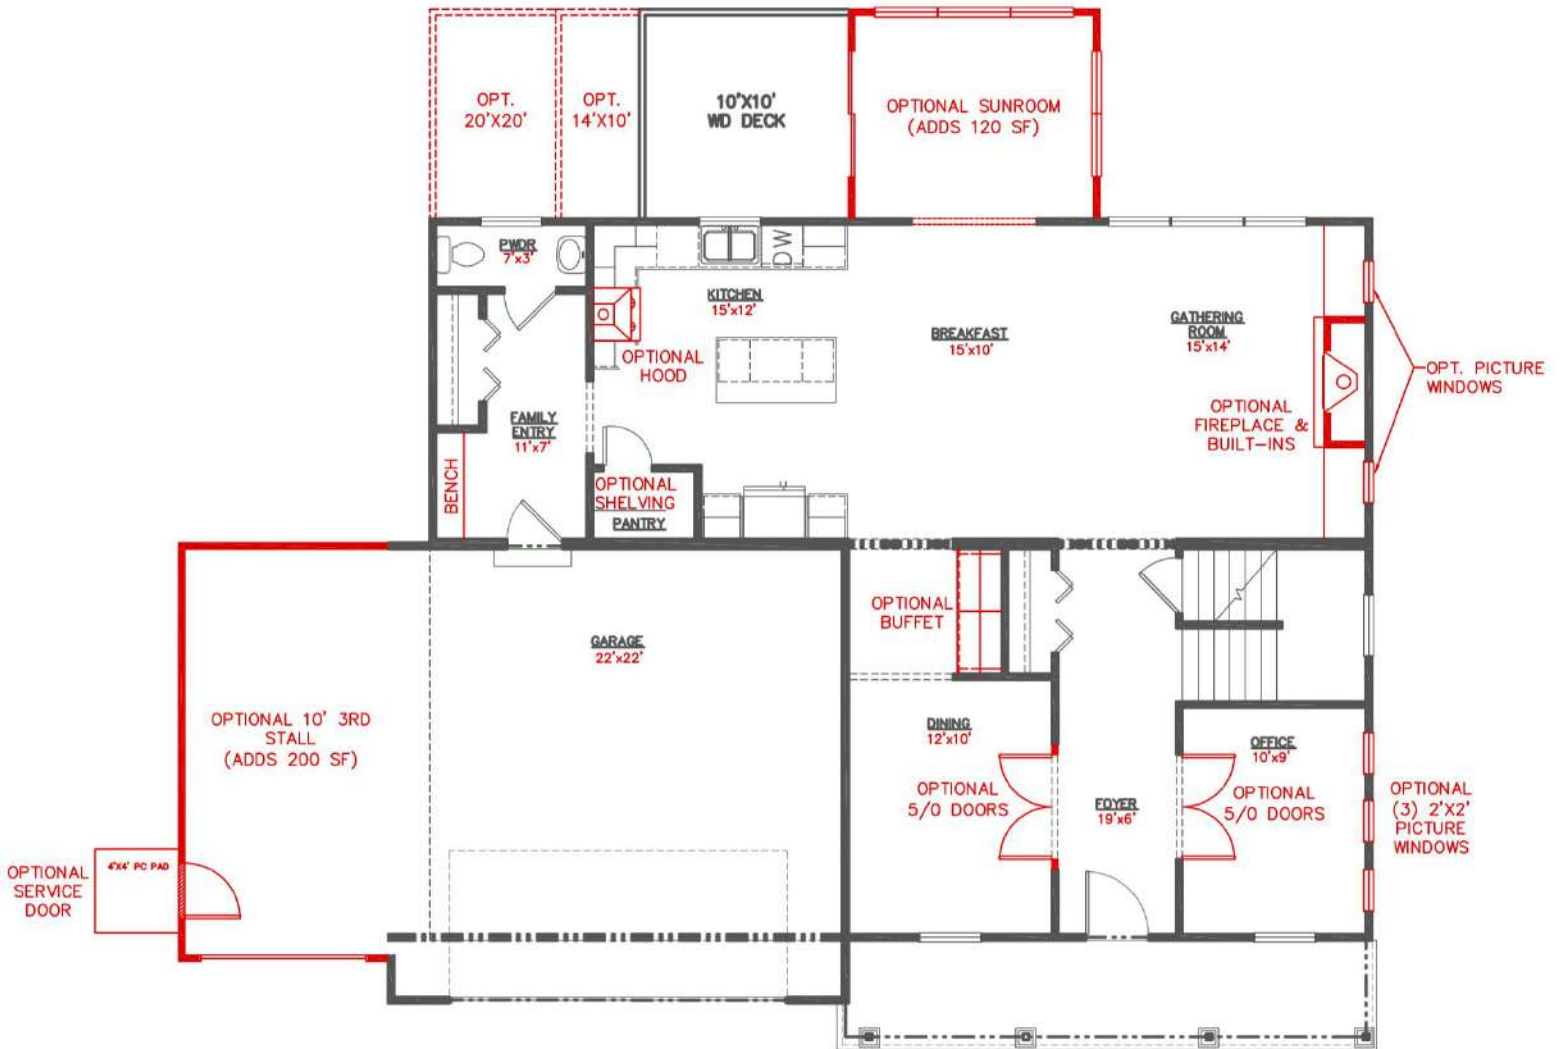 OPT.
20'X20'
OPT.
14'X10'
10'X10'
WD DECK
OPTIONAL SUNROOM
(ADDS 120 SF)
PWDR
7'x3'
DW
KITCHEN
15'x12'
OPTIONAL
HOOD
BREAKFAST
15'x10'
GATHERING
ROOM
15'x14'
OPT. PICTURE
WINDOWS
OPTIONAL
FIREPLACE &
BUILT-INS
FAMILY
ENTRY
11'x7'
BENCH
OPTIONAL
SHELVING
PANTRY
GARAGE
22'x22'
OPTIONAL
BUFFET
OPTIONAL 10' 3RD
STALL
(ADDS 200 SF)
DINING
12'x10'
OPTIONAL
5/0 DOORS
FOYER
19'x6'
OFFICE
10'x9'
OPTIONAL
5/0 DOORS
OPTIONAL
(3) 2'X2'
PICTURE
WINDOWS
OPTIONAL
SERVICE
DOOR
4'X4' PC PAD